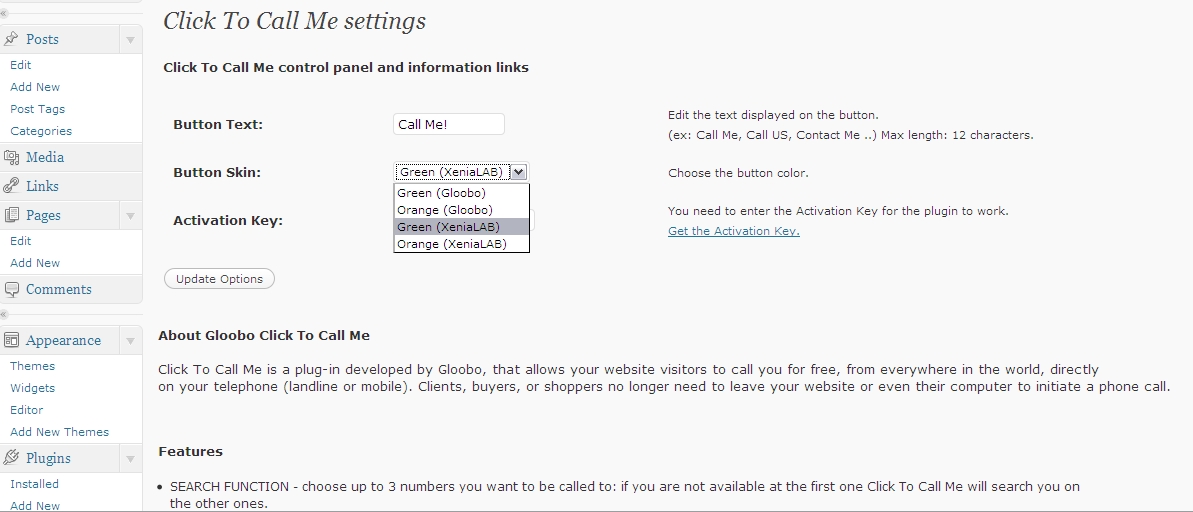 Click To Call Me settings
Posts
Edit
Add New
Post Tags
Categories
Media
Links
Pages
Edit
Add New
Comments
Appearance
Themes
Widgets
Editor
Add New Themes
Plugins
Installed
Add New
Click To Call Me control panel and information links
Button Text:
Call Me!
Edit the text displayed on the button.
(ex: Call Me, Call US, Contact Me ..) Max length: 12 characters.
Button Skin:
Green (XeniaLAB)
Choose the button color.
Green (Gloobo)
Orange (Gloobo)
Green (XeniaLAB)
Orange (XeniaLAB)
Activation Key:
You need to enter the Activation Key for the plugin to work.
Get the Activation Key.
Update Options
About Gloobo Click To Call Me
Click To Call Me is a plug-in developed by Gloobo, that allows your website visitors to call you for free, from everywhere in the world, directly
on your telephone (landline or mobile). Clients, buyers, or shoppers no longer need to leave your website or even their computer to initiate a phone call.
Features
• SEARCH FUNCTION - choose up to 3 numbers you want to be called to: if you are not available at the first one Click To Call Me will search you on
the other ones.